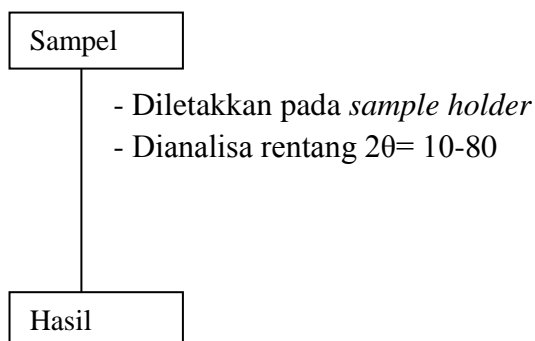 Sampel
- Diletakkan pada sample holder
- Dianalisa rentang 2θ= 10-80
Hasil